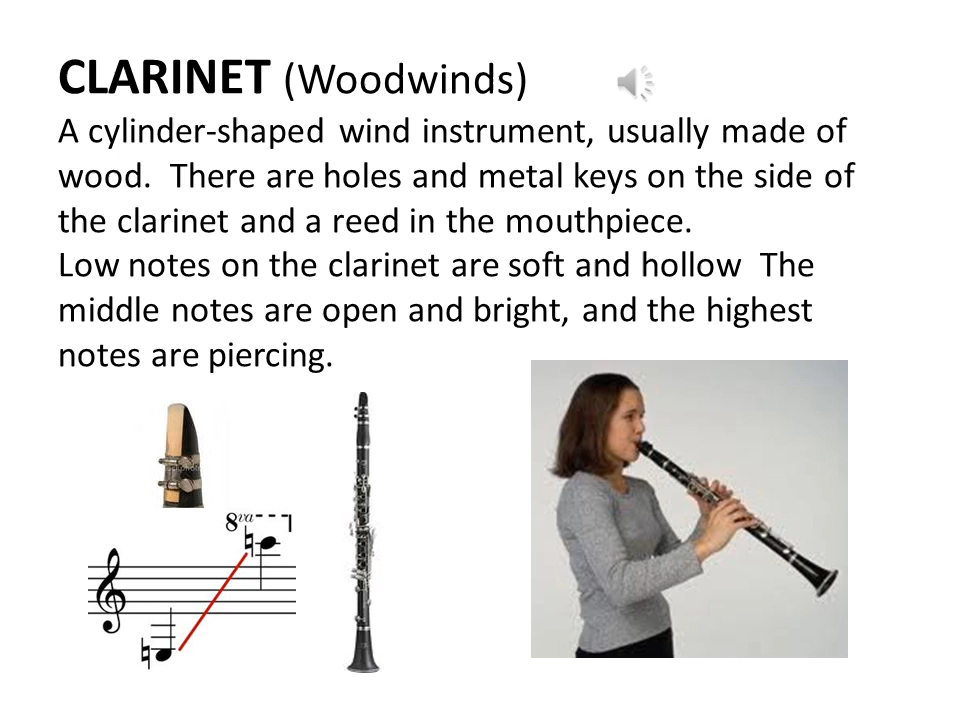 CLARINET (Woodwinds)
A cylinder-shaped wind instrument, usually made of
wood.  There are holes and metal keys on the side of
the clarinet and a reed in the mouthpiece.
Low notes on the clarinet are soft and hollow  The
middle notes are open and bright, and the highest
notes are piercing.
8va